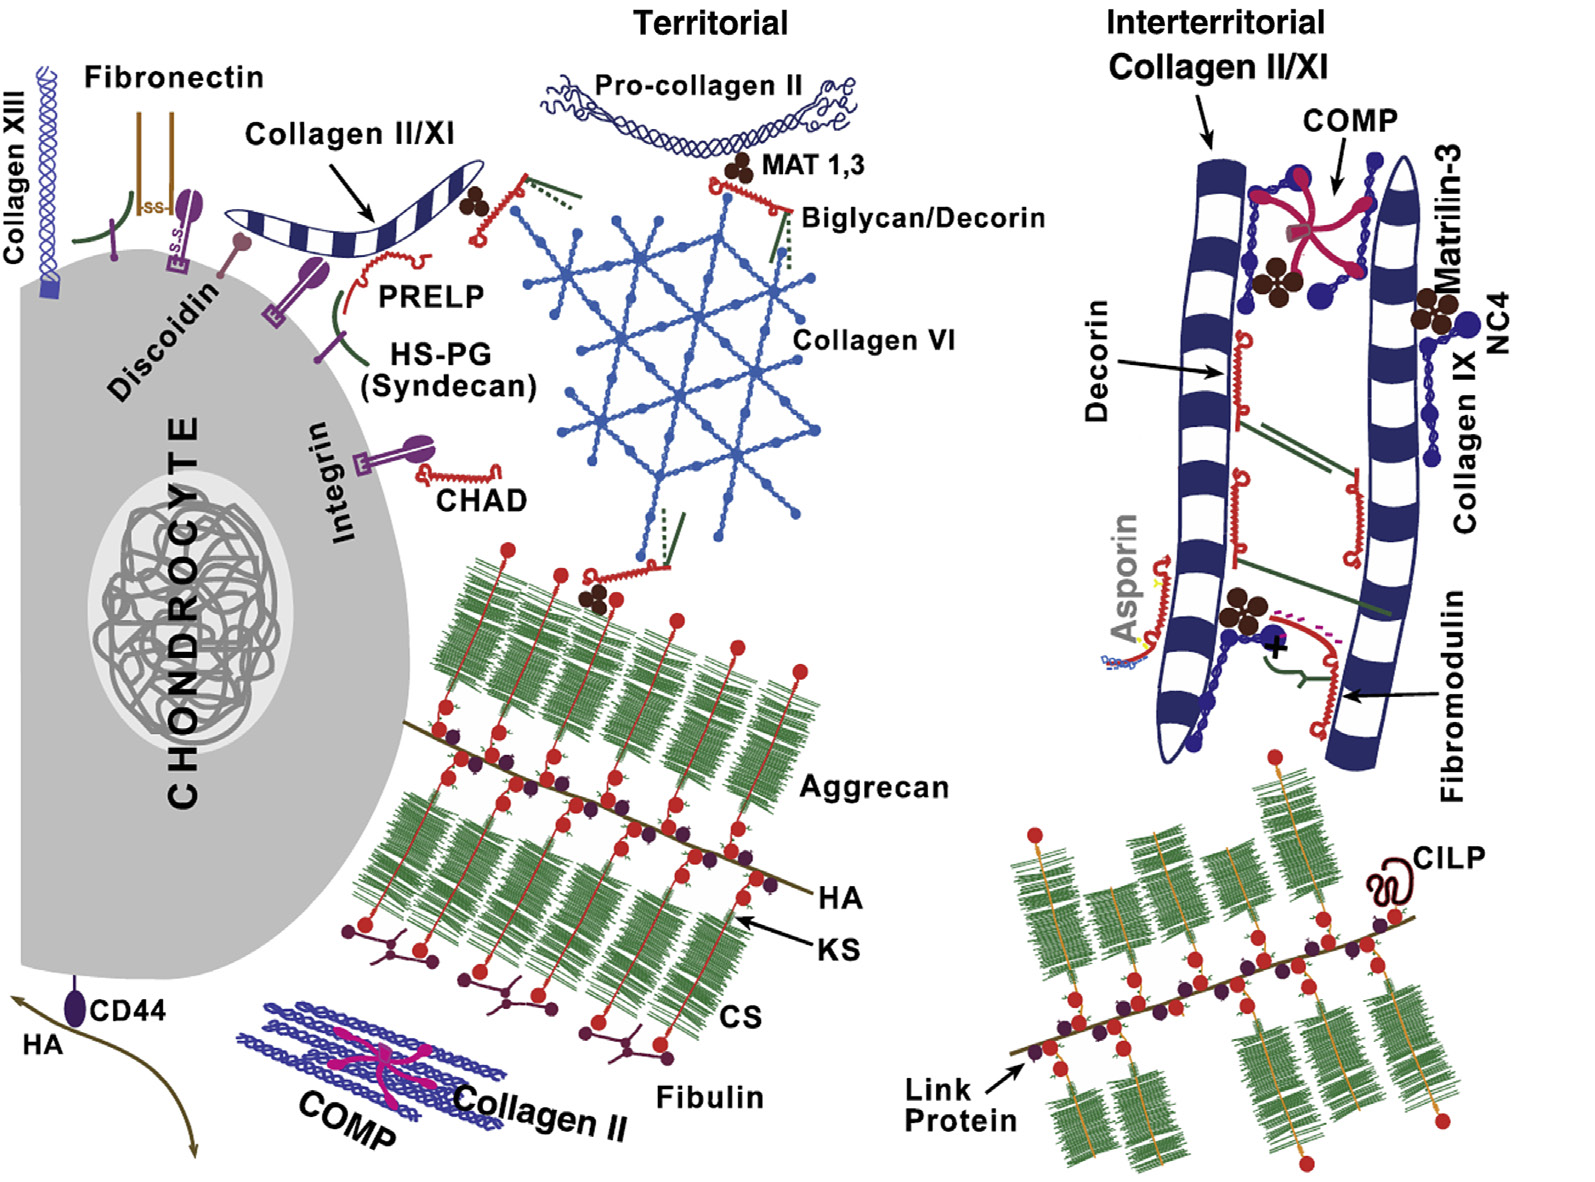 Territorial
Interterritorial
Collagen II/XI
Fibronectin
Collagen XIII
Collagen II/XI
Pro-collagen II
MAT 1,3
Biglycan/Decorin
COMP
Matrilin-3
NC4
Collagen IX
-SS-
S-S
Discoidin
PRELP
HS-PG
(Syndecan)
Collagen VI
Decorin
Integrin
CHAD
CHONDROCYTE
Asporin
Fibromodulin
+
Aggrecan
HA
KS
CS
CILP
CD44
HA
COMP
Collagen II
Fibulin
Link
Protein